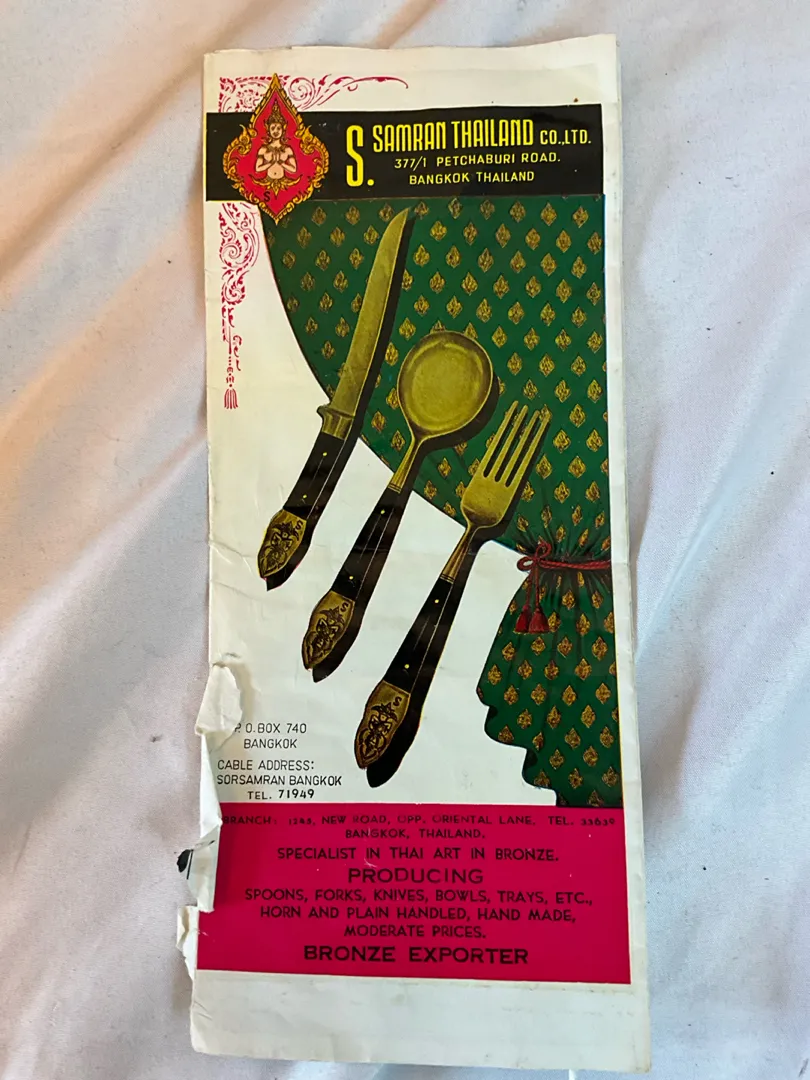 S. SAMRAN THAILAND CO.,LTD.
377/1 PETCHABURI ROAD.
BANGKOK THAILAND
S
S
S
S
P.O.BOX 740
BANGKOK
CABLE ADDRESS:
SORSAMRAN BANGKOK
TEL. 71949
BRANCH: 1245, NEW ROAD, OPP. ORIENTAL LANE. TEL. 33639
BANGKOK, THAILAND.
SPECIALIST IN THAI ART IN BRONZE.
PRODUCING
SPOONS, FORKS, KNIVES, BOWLS, TRAYS, ETC.,
HORN AND PLAIN HANDLED, HAND MADE,
MODERATE PRICES.
BRONZE EXPORTER